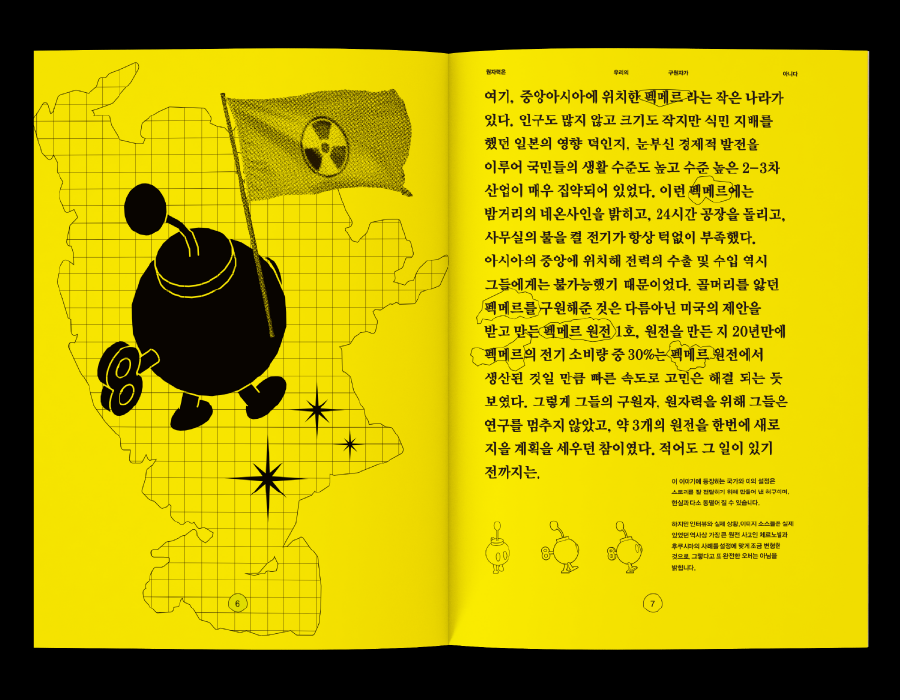 원자력은 우리의 구원자가 아니다
여기, 중앙아시아에 위치한 펙메르라는 작은 나라가
있다. 인구도 많지 않고 크기도 작지만 식민 지배를
했던 일본의 영향 덕인지, 눈부신 경제적 발전을
이루어 국민들의 생활 수준도 높고 수준 높은 2-3차
산업이 매우 집약되어 있었다. 이런 펙메르에는
밤거리의 네온사인을 밝히고, 24시간 공장을 돌리고,
사무실의 불을 켤 전기가 항상 턱없이 부족했다.
아시아의 중앙에 위치해 전력의 수출 및 수입 역시
그들에게는 불가능했기 때문이었다. 골머리를 앓던
펙메르를 구원해준 것은 다름아닌 미국의 제안을
받고 만든 펙메르 원전 1호, 원전을 만든 지 20년만에
펙메르의 전기 소비량 중 30%는 펙메르 원전에서
생산된 것일 만큼 빠른 속도로 고민은 해결 되는 듯
보였다. 그렇게 그들의 구원자, 원자력을 위해 그들은
연구를 멈추지 않았고, 약 3개의 원전을 한번에 새로
지을 계획을 세우던 참이였다. 적어도 그 일이 있기
전까지는.
이 이야기에 등장하는 국가와 이의 설정은
스토리를 잘 전달하기 위해 만들어 낸 허구이며,
현실과 다소 동떨어 질 수 있습니다.
하지만 인터뷰와 실제 상황, 이미지 소스들은 실제
있었던 역사상 가장 큰 원전 사고인 체르노빌과
후쿠시마의 사례를 설정에 맞게 조금 변형한
것으로, 그렇다고 또 완전한 오버는 아님을
밝힙니다.
6
7